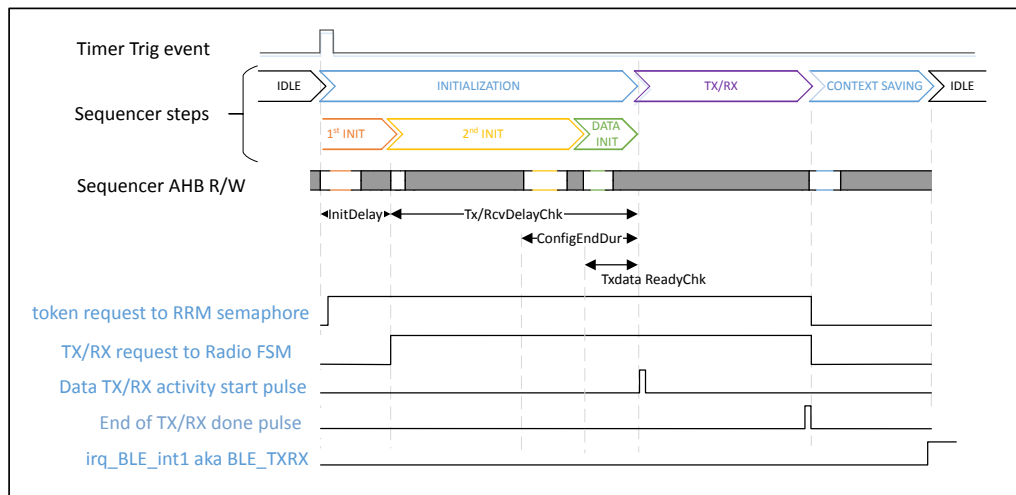 Timer Trig event
IDLE
INITIALIZATION
TX/RX
CONTEXT SAVING
IDLE
Sequencer steps
1st INIT
2nd INIT
DATA
INIT
Sequencer AHB R/W
InitDelay
Tx/RcvDelayChk
ConfigEndDur
Txdata ReadyChk
token request to RRM semaphore
TX/RX request to Radio FSM
Data TX/RX activity start pulse
End of TX/RX done pulse
irq_BLE_int1 aka BLE_TXRX